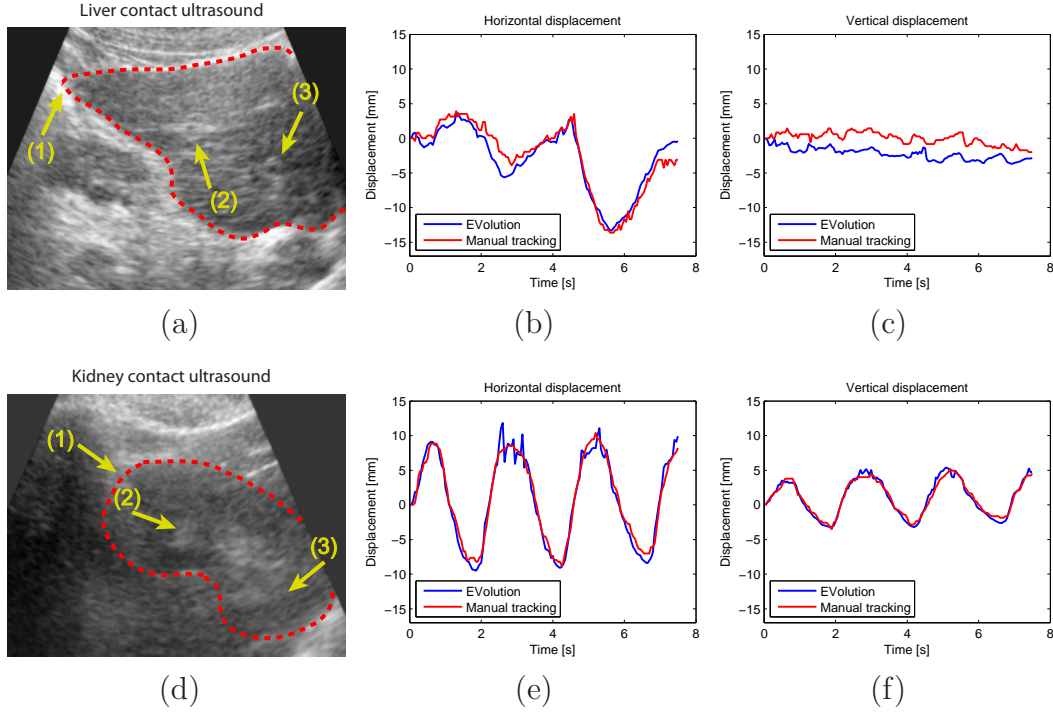 Liver contact ultrasound
(1)
(2)
(3)
(a)
Horizontal displacement
Displacement [mm]
15
10
5
0
−5
−10
−15
EVolution
Manual tracking
0 2 4 6 8
Time [s]
(b)
Vertical displacement
Displacement [mm]
15
10
5
0
−5
−10
−15
EVolution
Manual tracking
0 2 4 6 8
Time [s]
(c)
Kidney contact ultrasound
(1)
(2)
(3)
(d)
Horizontal displacement
Displacement [mm]
15
10
5
0
−5
−10
−15
EVolution
Manual tracking
0 2 4 6 8
Time [s]
(e)
Vertical displacement
Displacement [mm]
15
10
5
0
−5
−10
−15
EVolution
Manual tracking
0 2 4 6 8
Time [s]
(f)